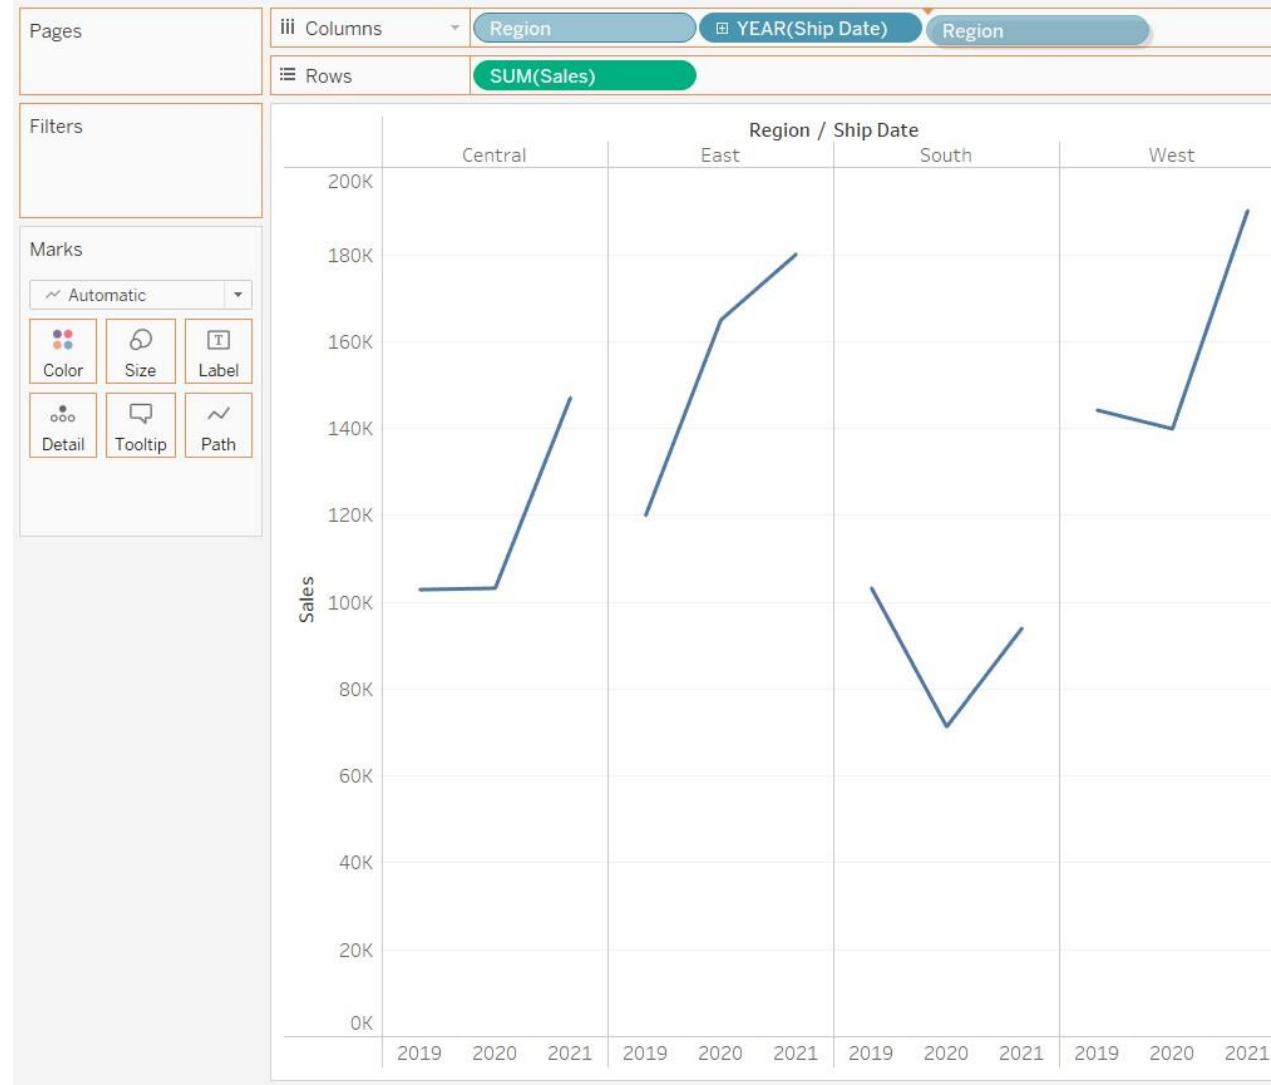 Pages
Columns Region YEAR(Ship Date) Region
Rows SUM(Sales)
Filters
Marks
Automatic
Color Size Label
Detail Tooltip Path
Region / Ship Date
Central East South West
200K
180K
160K
140K
120K
100K
80K
60K
40K
20K
0K
Sales
2019 2020 2021 2019 2020 2021 2019 2020 2021 2019 2020 2021